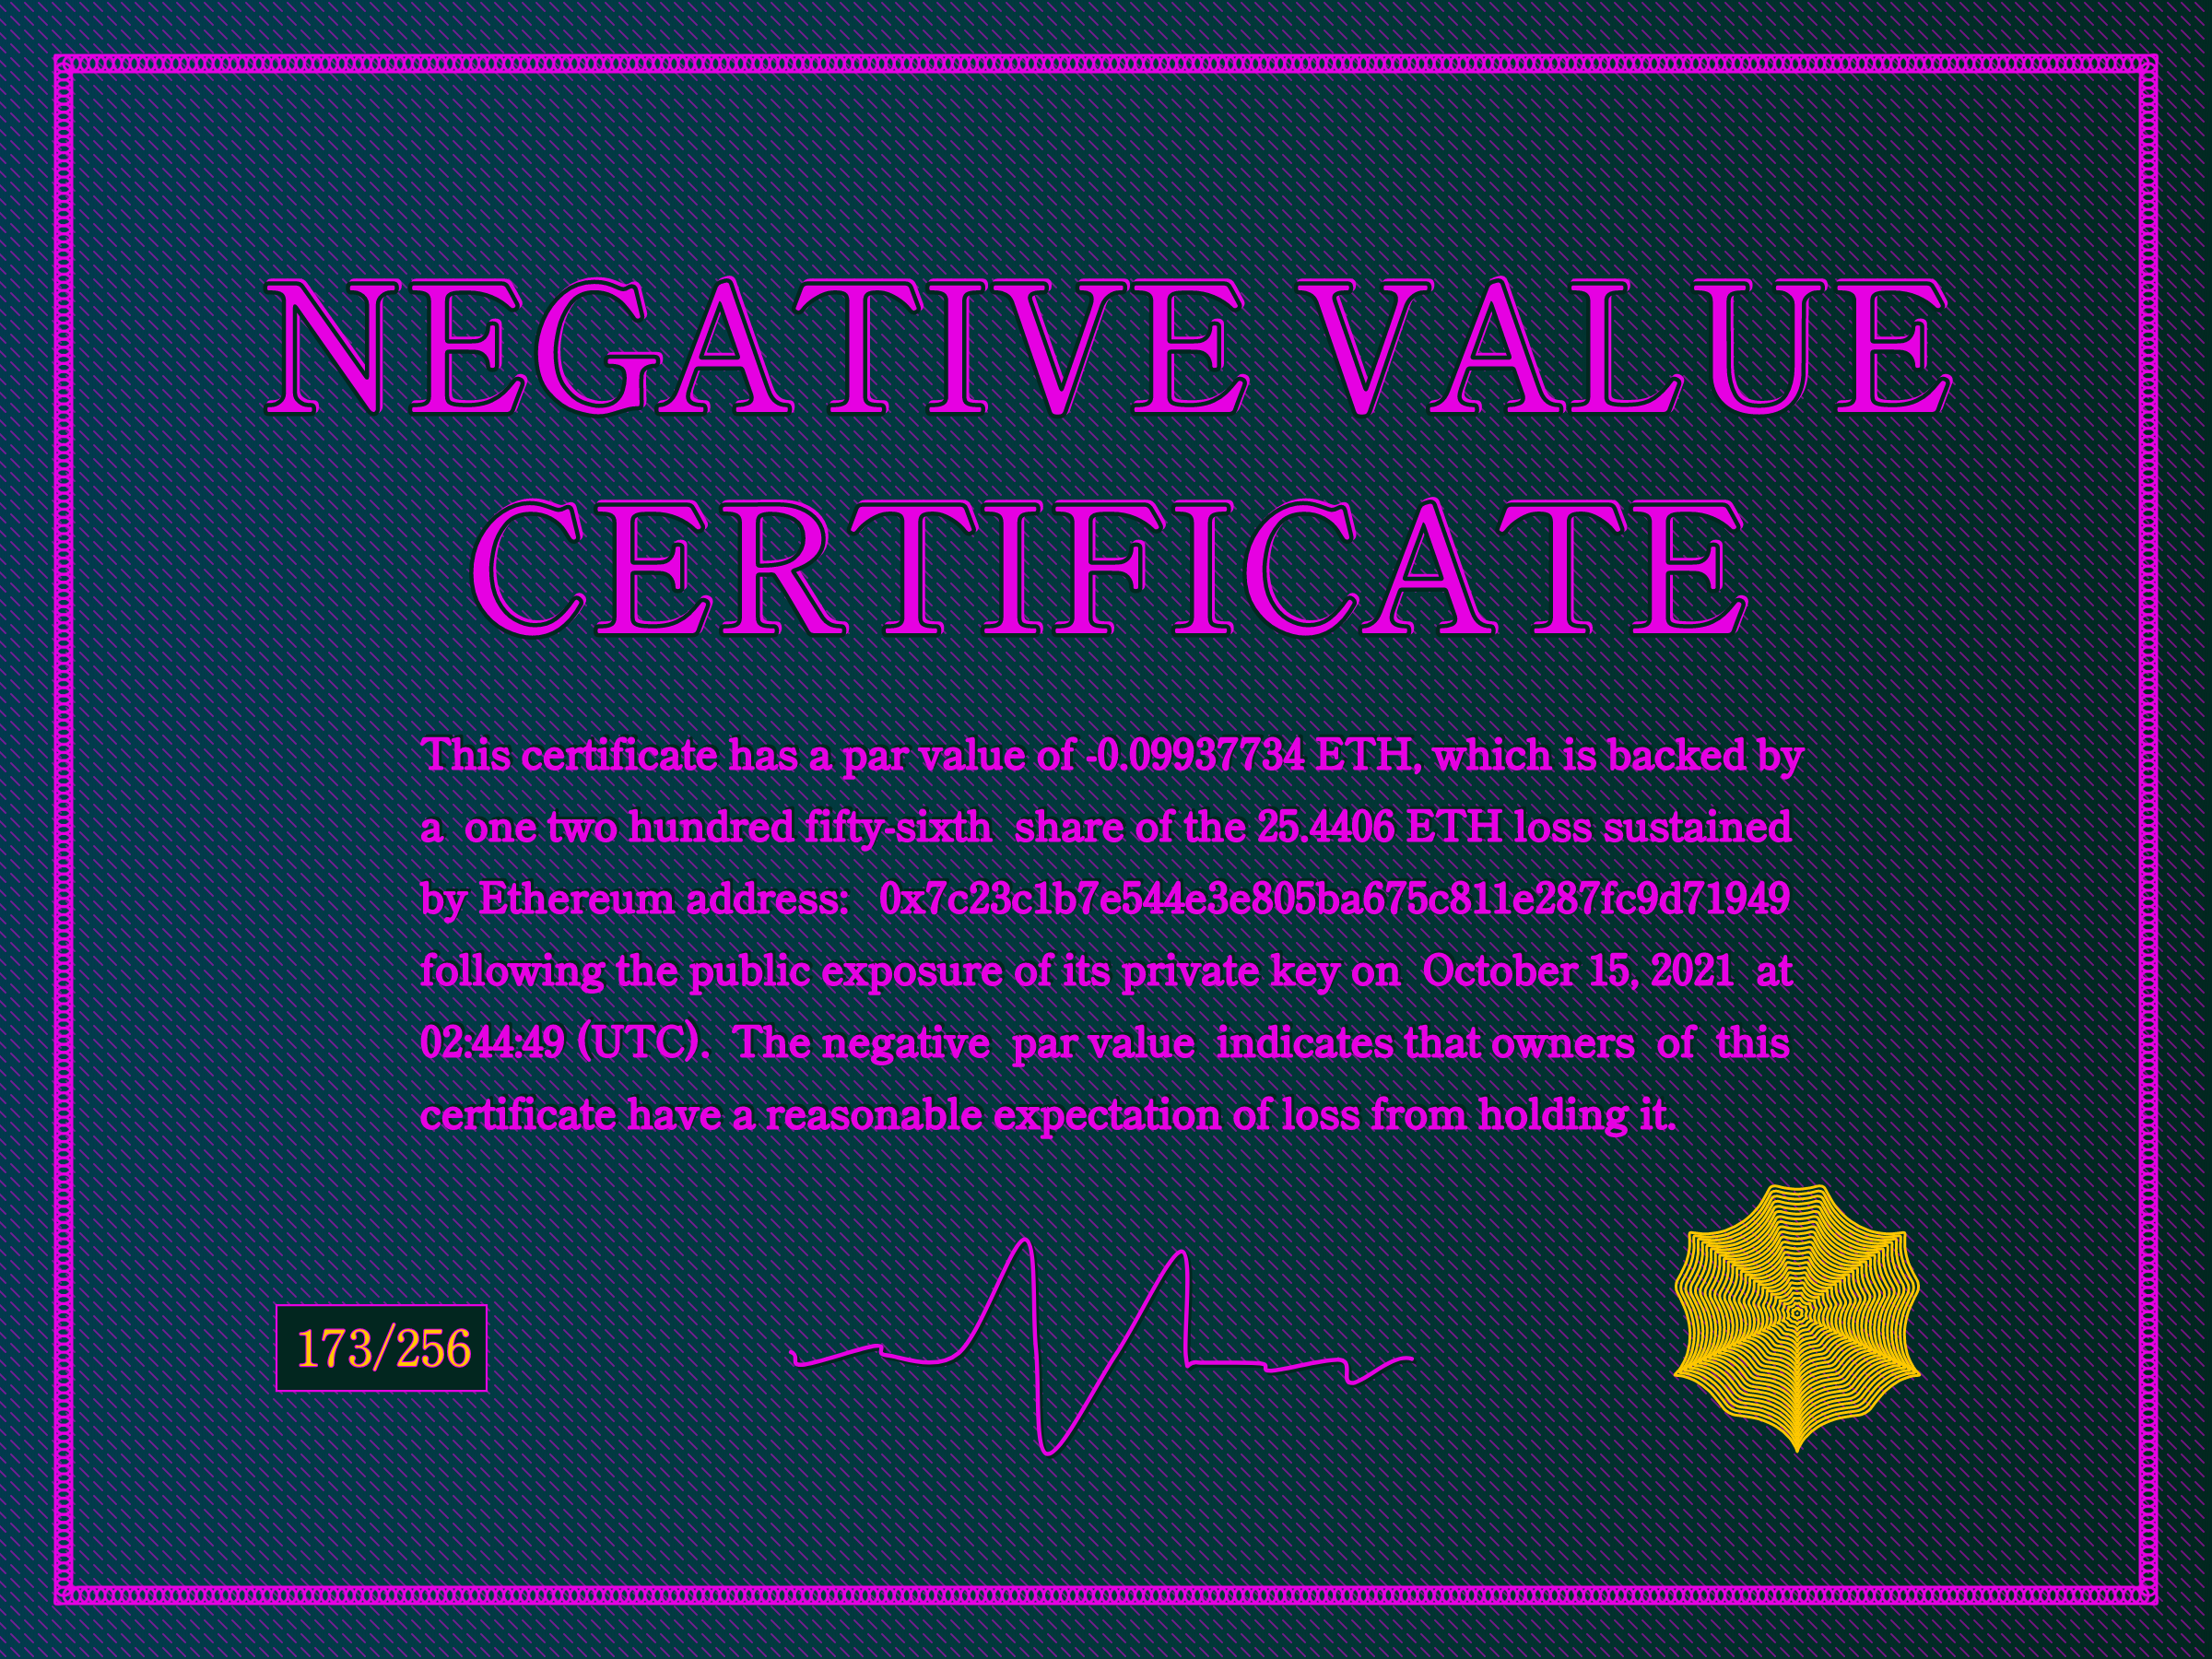 NEGATIVE VALUE
CERTIFICATE
This certificate has a par value of -0.09937734 ETH, which is backed by
a one two hundred fifty-sixth share of the 25.4406 ETH loss sustained
by Ethereum address: 0x7c23c1b7e544e3e805ba675c811e287fc9d71949
following the public exposure of its private key on October 15, 2021 at
02:44:49 (UTC). The negative par value indicates that owners of this
certificate have a reasonable expectation of loss from holding it.
173/256